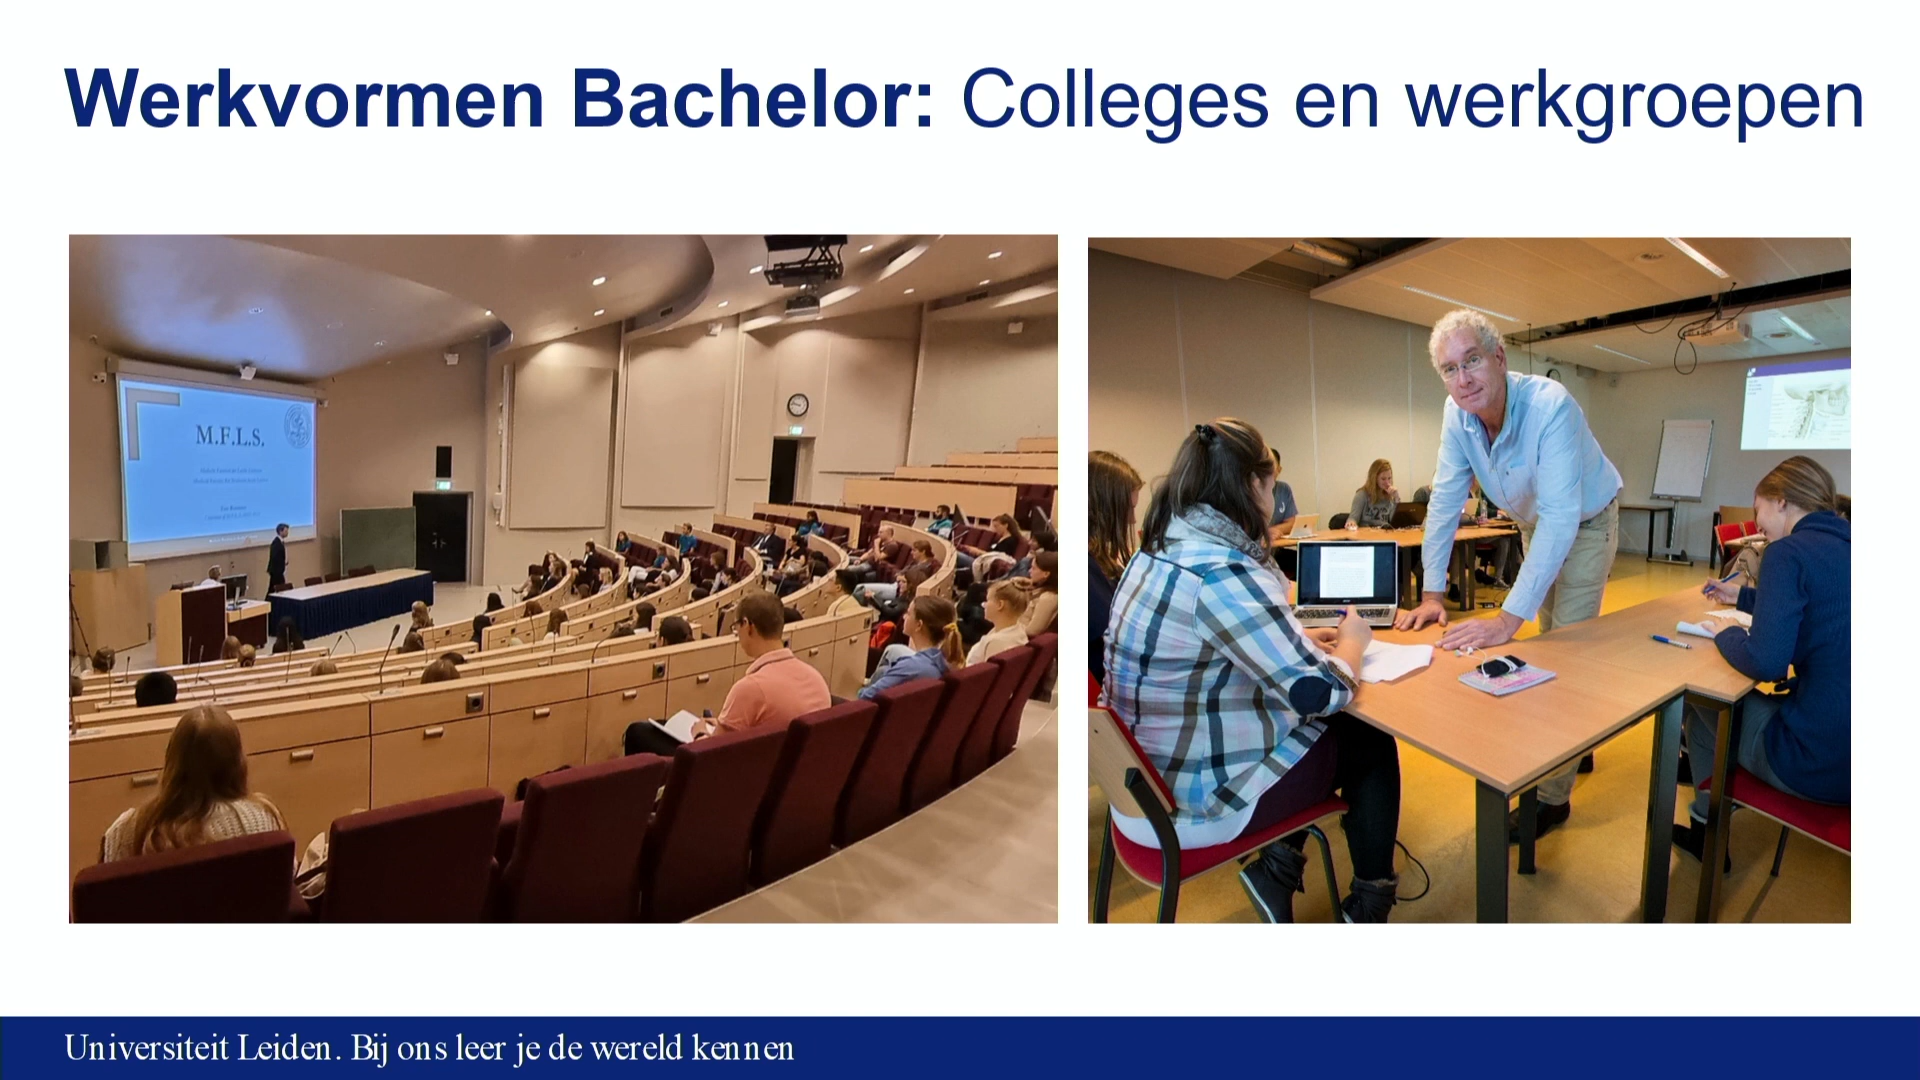 Werkvormen Bachelor: Colleges en werkgroepen
M.F.L.S.
Universiteit Leiden. Bij ons leer je de wereld kennen